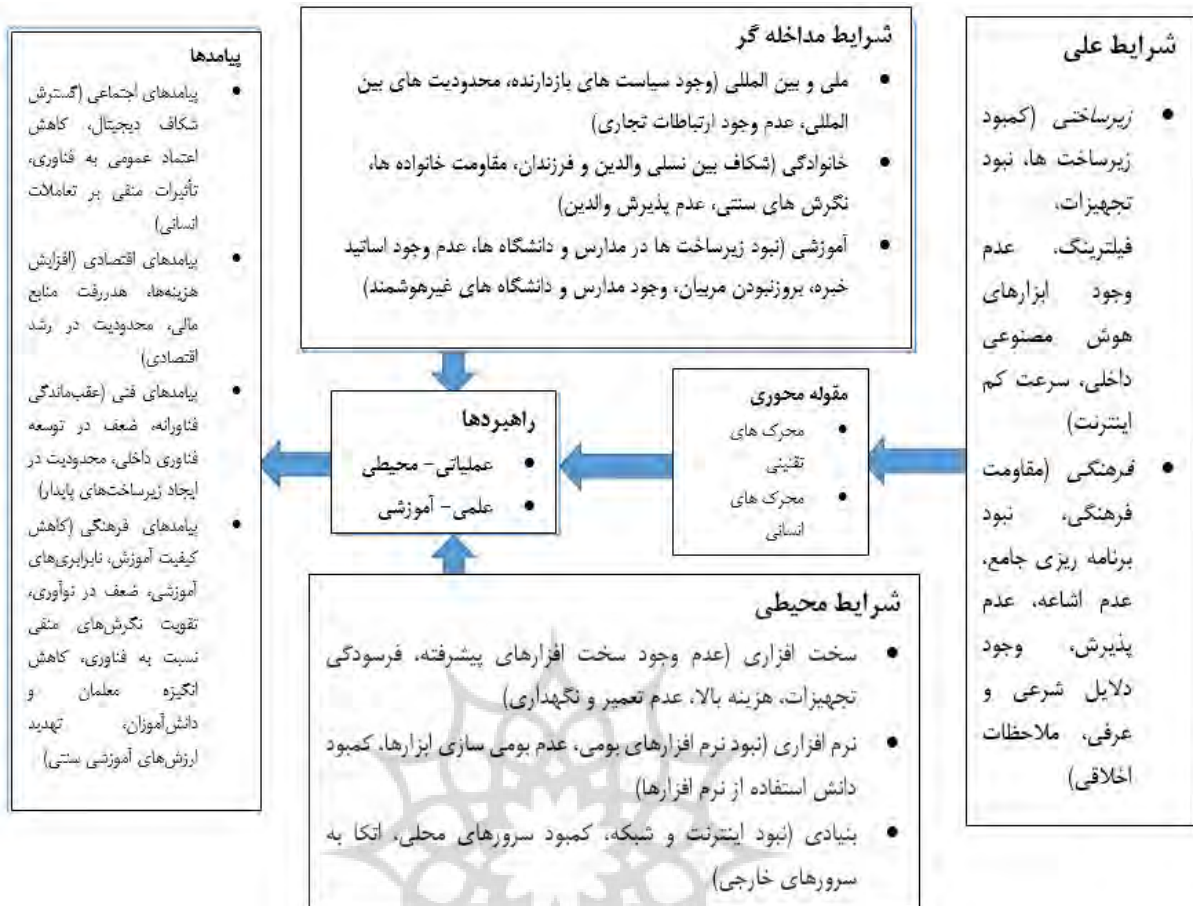 شرایط علی
• زیرساختی (کمبود
زیرساخت ها، نبود
تجهیزات،
فیلترینگ، عدم
وجود ابزارهای
هوش مصنوعی
داخلی، سرعت کم
اینترنت)
• فرهنگی (مقاومت
فرهنگی، نبود
برنامه ریزی جامع،
عدم اشاعه، عدم
پذیرش، وجود
دلایل شرعی و
عرفی، ملاحظات
اخلاقی)
شرایط مداخله گر
• ملی و بین المللی (وجود سیاست های بازدارنده، محدودیت های بین
المللی، عدم وجود ارتباطات تجاری)
• خانوادگی (شکاف بین نسلی والدین و فرزندان، مقاومت خانواده ها،
نگرش های سنتی، عدم پذیرش والدین)
• آموزشی (نبود زیرساخت ها در مدارس و دانشگاه ها، عدم وجود اساتید
خبره، بروزنبودن مربیان، وجود مدارس و دانشگاه های غیرهوشمند)
مقوله محوری
• محرک های
تقنینی
• محرک های
انسانی
راهبردها
• عملیاتی- محیطی
• علمی- آموزشی
شرایط محیطی
• سخت افزاری (عدم وجود سخت افزارهای پیشرفته، فرسودگی
تجهیزات، هزینه بالا، عدم تعمیر و نگهداری)
• نرم افزاری (نبود نرم افزارهای بومی، عدم بومی سازی ابزارها، کمبود
دانش استفاده از نرم افزارها)
• بنیادی (نبود اینترنت و شبکه، کمبود سرورهای محلی، اتکا به
سرورهای خارجی)
پیامدها
• پیامدهای اجتماعی (گسترش
شکاف دیجیتال، کاهش
اعتماد عمومی به فناوری،
تأثیرات منفی بر تعاملات
انسانی)
• پیامدهای اقتصادی (افزایش
هزینه‌ها، هدررفت منابع
مالی، محدودیت در رشد
اقتصادی)
• پیامدهای فنی (عقب‌ماندگی
فناورانه، ضعف در توسعه
فناوری داخلی، محدودیت در
ایجاد زیرساخت‌های پایدار)
• پیامدهای فرهنگی (کاهش
کیفیت آموزش، نابرابری‌های
آموزشی، ضعف در نوآوری،
تقویت نگرش‌های منفی
نسبت به فناوری، کاهش
انگیزه معلمان و
دانش‌آموزان، تهدید
ارزش‌های آموزشی سنتی)